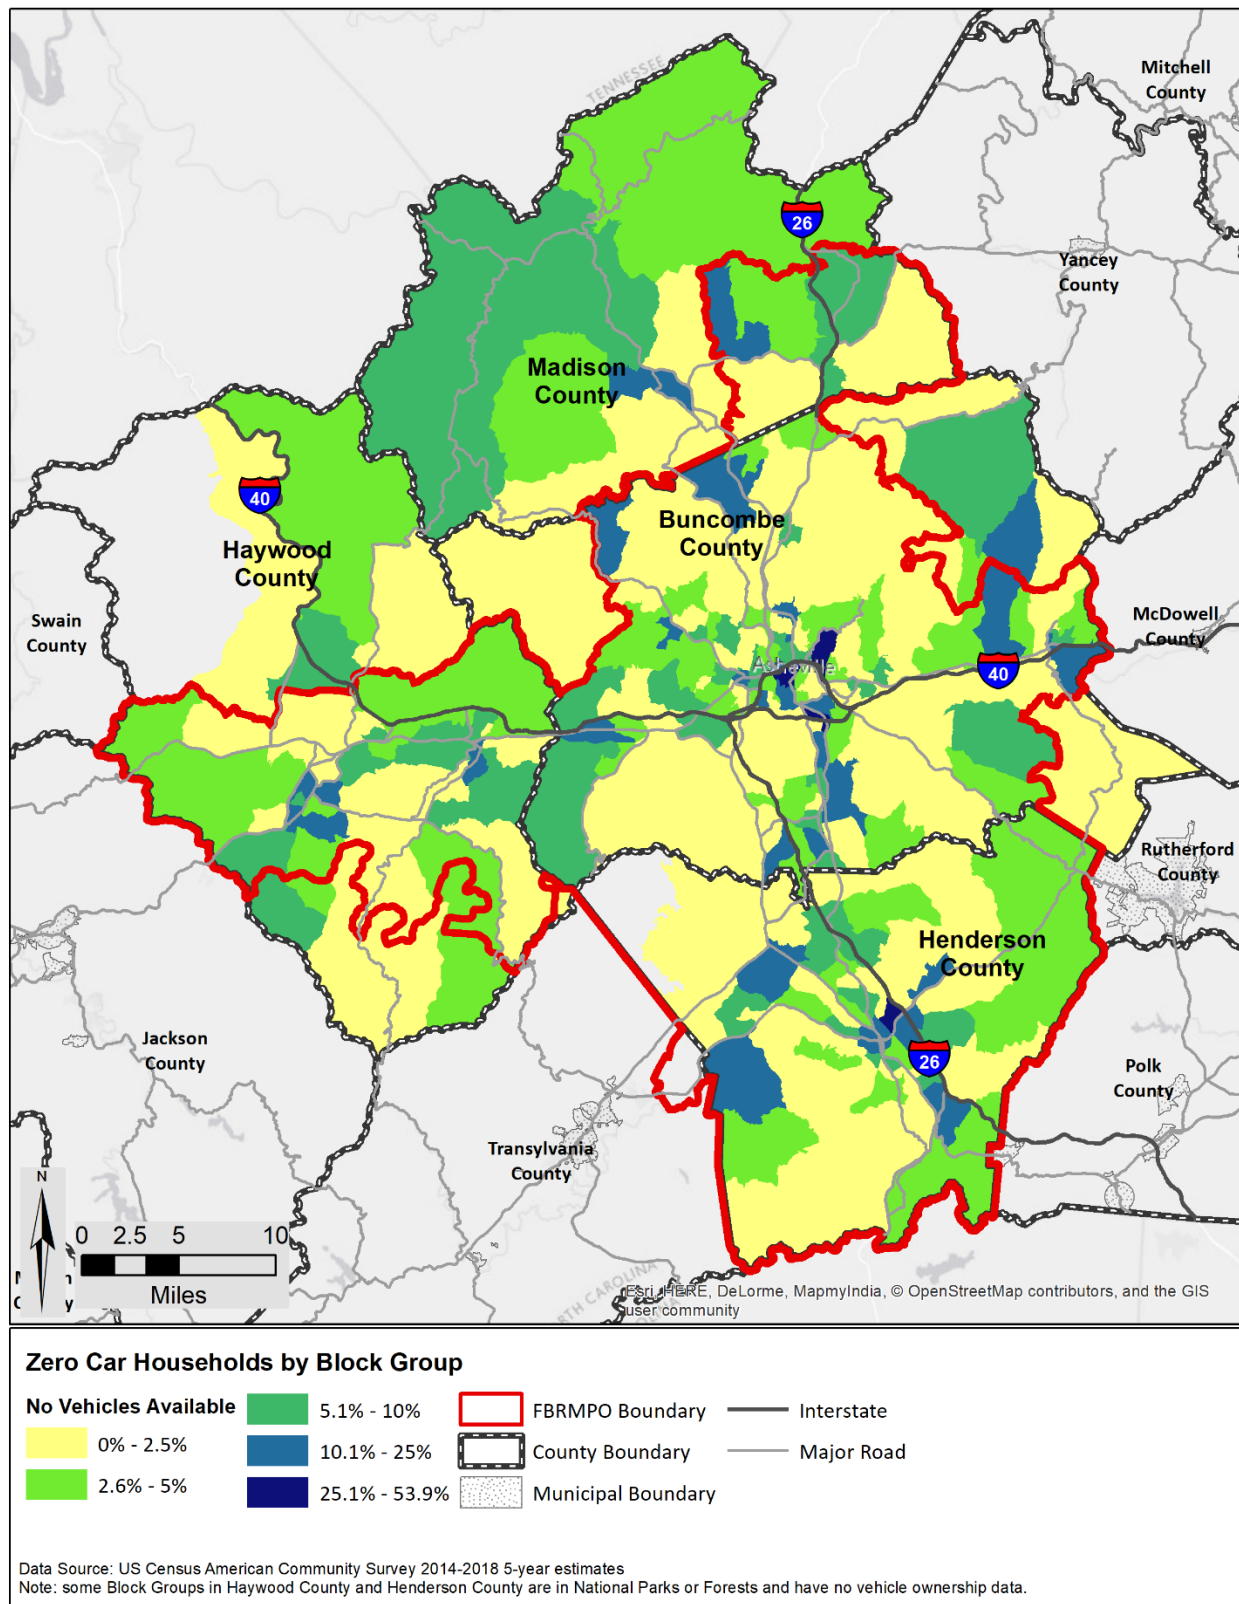 TENNESSEE
Mitchell
County
26
Yancey
County
Madison
County
40
Haywood
County
Buncombe
County
Swain
County
McDowell
County
Asheville
40
Rutherford
County
Henderson
County
Jackson
County
26
Polk
County
Transylvania
County
N
0 2.5 5 10
Miles
Esri, HERE, DeLorme, MapmyIndia, © OpenStreetMap contributors, and the GIS
user community
Zero Car Households by Block Group
No Vehicles Available
0% - 2.5%
2.6% - 5%
5.1% - 10%
10.1% - 25%
25.1% - 53.9%
FBRMPO Boundary
County Boundary
Municipal Boundary
Interstate
Major Road
Data Source: US Census American Community Survey 2014-2018 5-year estimates
Note: some Block Groups in Haywood County and Henderson County are in National Parks or Forests and have no vehicle ownership data.